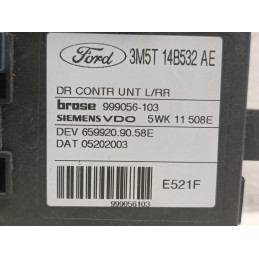 Ford 3M5T 14B532 AE
DR CONTR UNT L/RR
brose 999056-103
SIEMENS VDO 5WK 11 508E
DEV 659920.90.58E
DAT 05202003
E521F
999056103